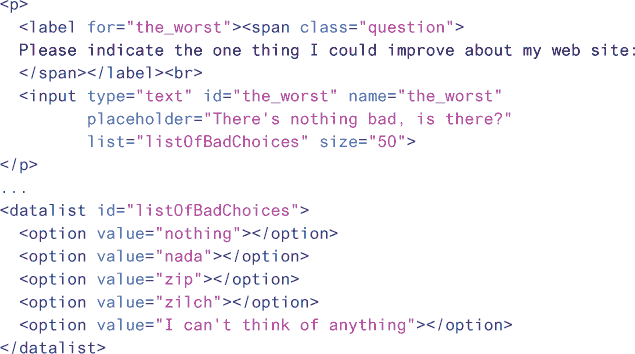 <p>
<label for="the_worst"><span class="question">
Please indicate the one thing I could improve about my web site:
</span></label><br>
<input type="text" id="the_worst" name="the_worst"
placeholder="There's nothing bad, is there?"
list="listOfBadChoices" size="50">
</p>
...
<datalist id="listOfBadChoices">
<option value="nothing"></option>
<option value="nada"></option>
<option value="zip"></option>
<option value="zilch"></option>
<option value="I can't think of anything"></option>
</datalist>